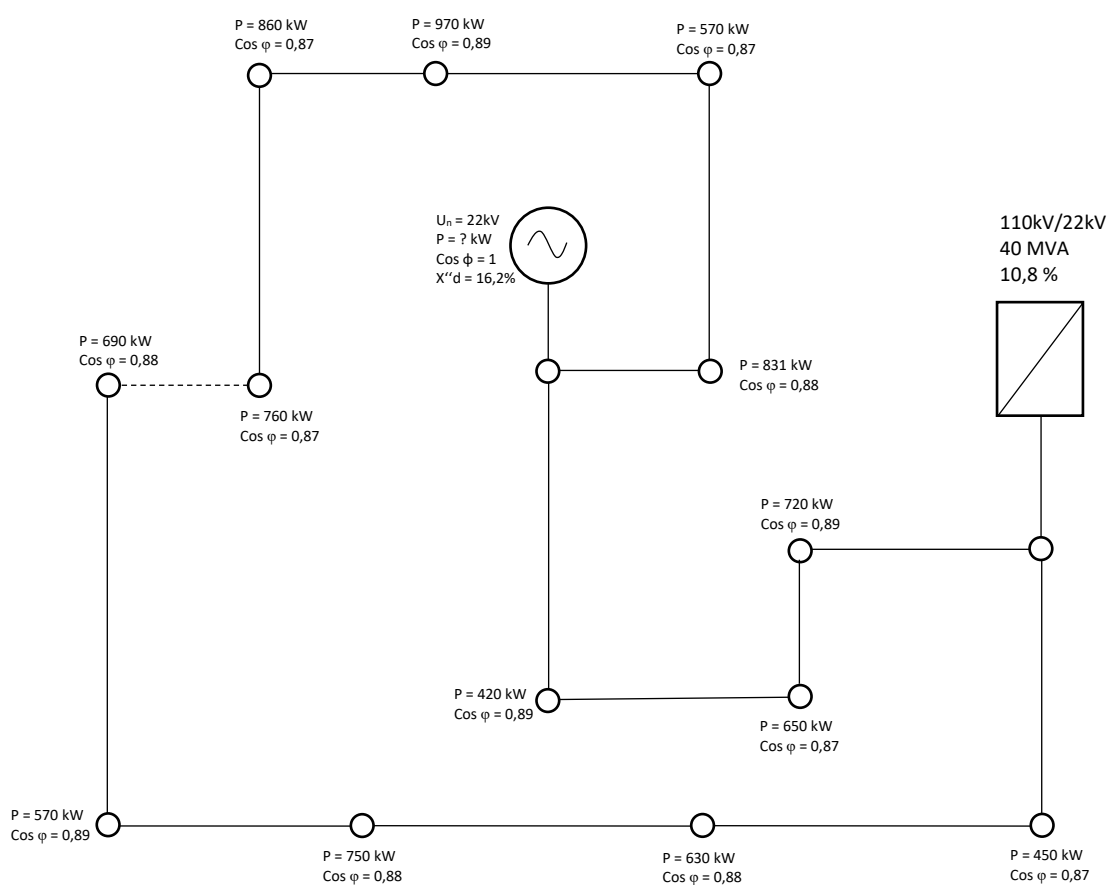 P = 860 kW
Cos φ = 0,87
P = 970 kW
Cos φ = 0,89
P = 570 kW
Cos φ = 0,87
Uₙ = 22kV
P = ? kW
Cos ϕ = 1
X‘‘d = 16,2%
110kV/22kV
40 MVA
10,8 %
P = 690 kW
Cos φ = 0,88
P = 831 kW
Cos φ = 0,88
P = 760 kW
Cos φ = 0,87
P = 720 kW
Cos φ = 0,89
P = 420 kW
Cos φ = 0,89
P = 650 kW
Cos φ = 0,87
P = 570 kW
Cos φ = 0,89
P = 750 kW
Cos φ = 0,88
P = 630 kW
Cos φ = 0,88
P = 450 kW
Cos φ = 0,87